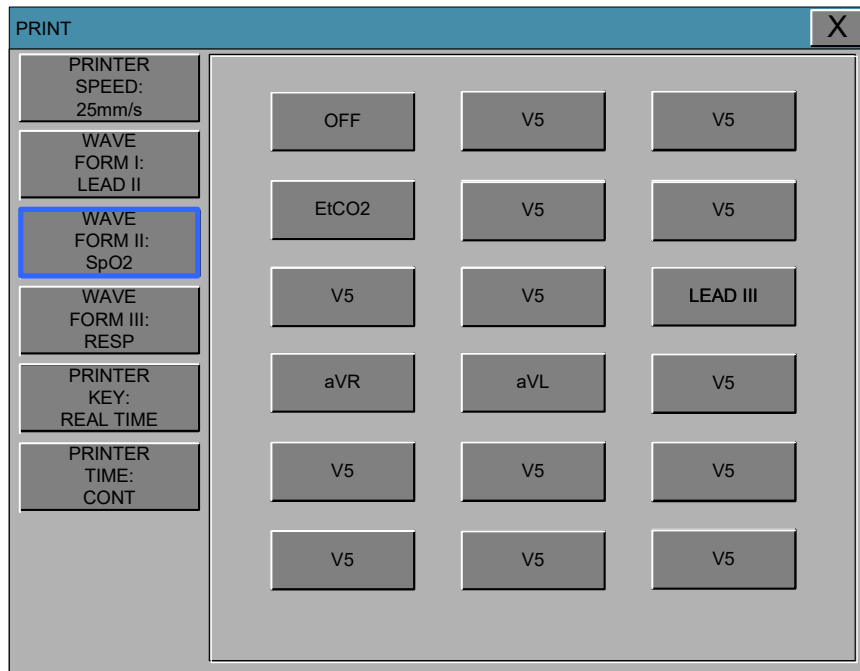 PRINT
X
PRINTER
SPEED:
25mm/s
WAVE
FORM I:
LEAD II
WAVE
FORM II:
SpO2
WAVE
FORM III:
RESP
PRINTER
KEY:
REAL TIME
PRINTER
TIME:
CONT
OFF V5 V5
EtCO2 V5 V5
V5 V5 LEAD III
aVR aVL V5
V5 V5 V5
V5 V5 V5